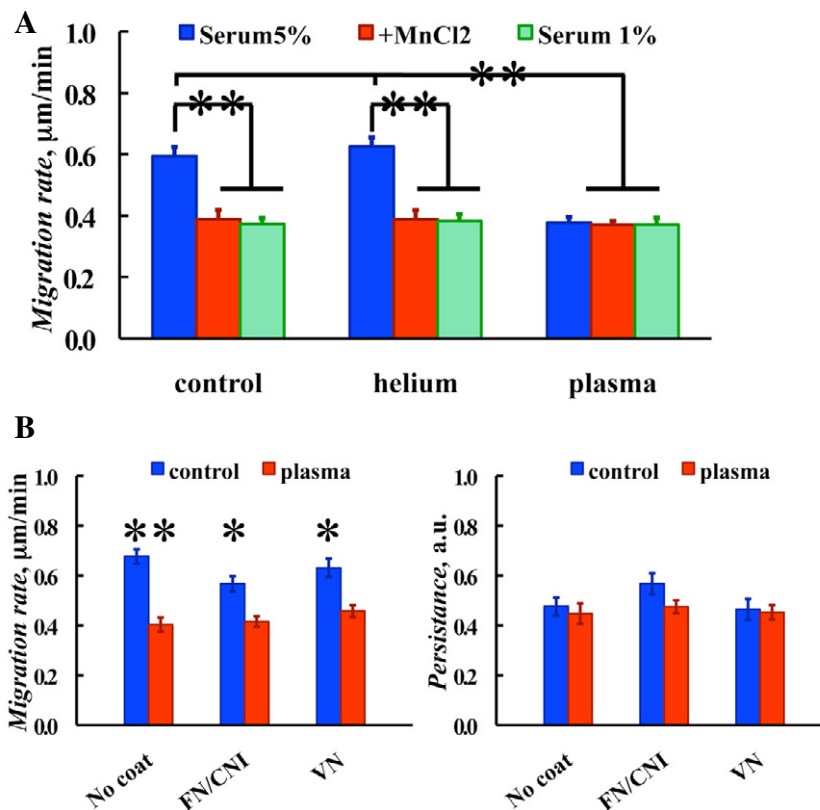 A
Serum5% +MnCl2 Serum 1%
Migration rate, μm/min
1.0
0.8
0.6
0.4
0.2
0.0
**
**
**
control helium plasma
B
control plasma
Migration rate, μm/min
1.0
0.8
0.6
0.4
0.2
0.0
** * *
No coat FN/CNI VN
control plasma
Persistance, a.u.
1.0
0.8
0.6
0.4
0.2
0.0
No coat FN/CNI VN